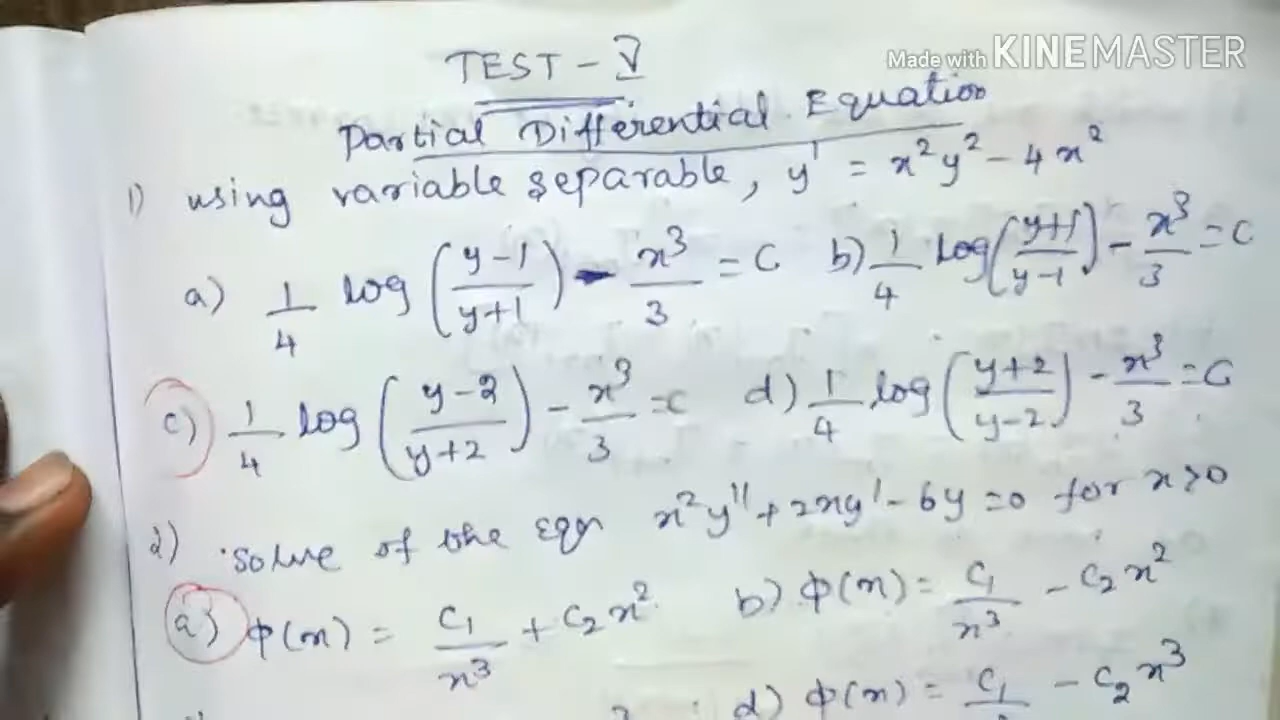 Made with KINEMASTER
TEST - V
Partial Differential Equation
1) using variable separable, y' = x²y² - 4x²
a) 1/4 log (y-1/y+1) - x³/3 = C b) 1/4 log (y+1/y-1) - x³/3 = C
c) 1/4 log (y-2/y+2) - x³/3 = C d) 1/4 log (y+2/y-2) - x³/3 = C
2) solve of the eqn x²y'' + 2xy' - 6y = 0 for x>0
a) φ(x) = C₁/x³ + C₂x² b) φ(x) = C₁/x³ - C₂x²
d) φ(x) = C₁ - C₂x³